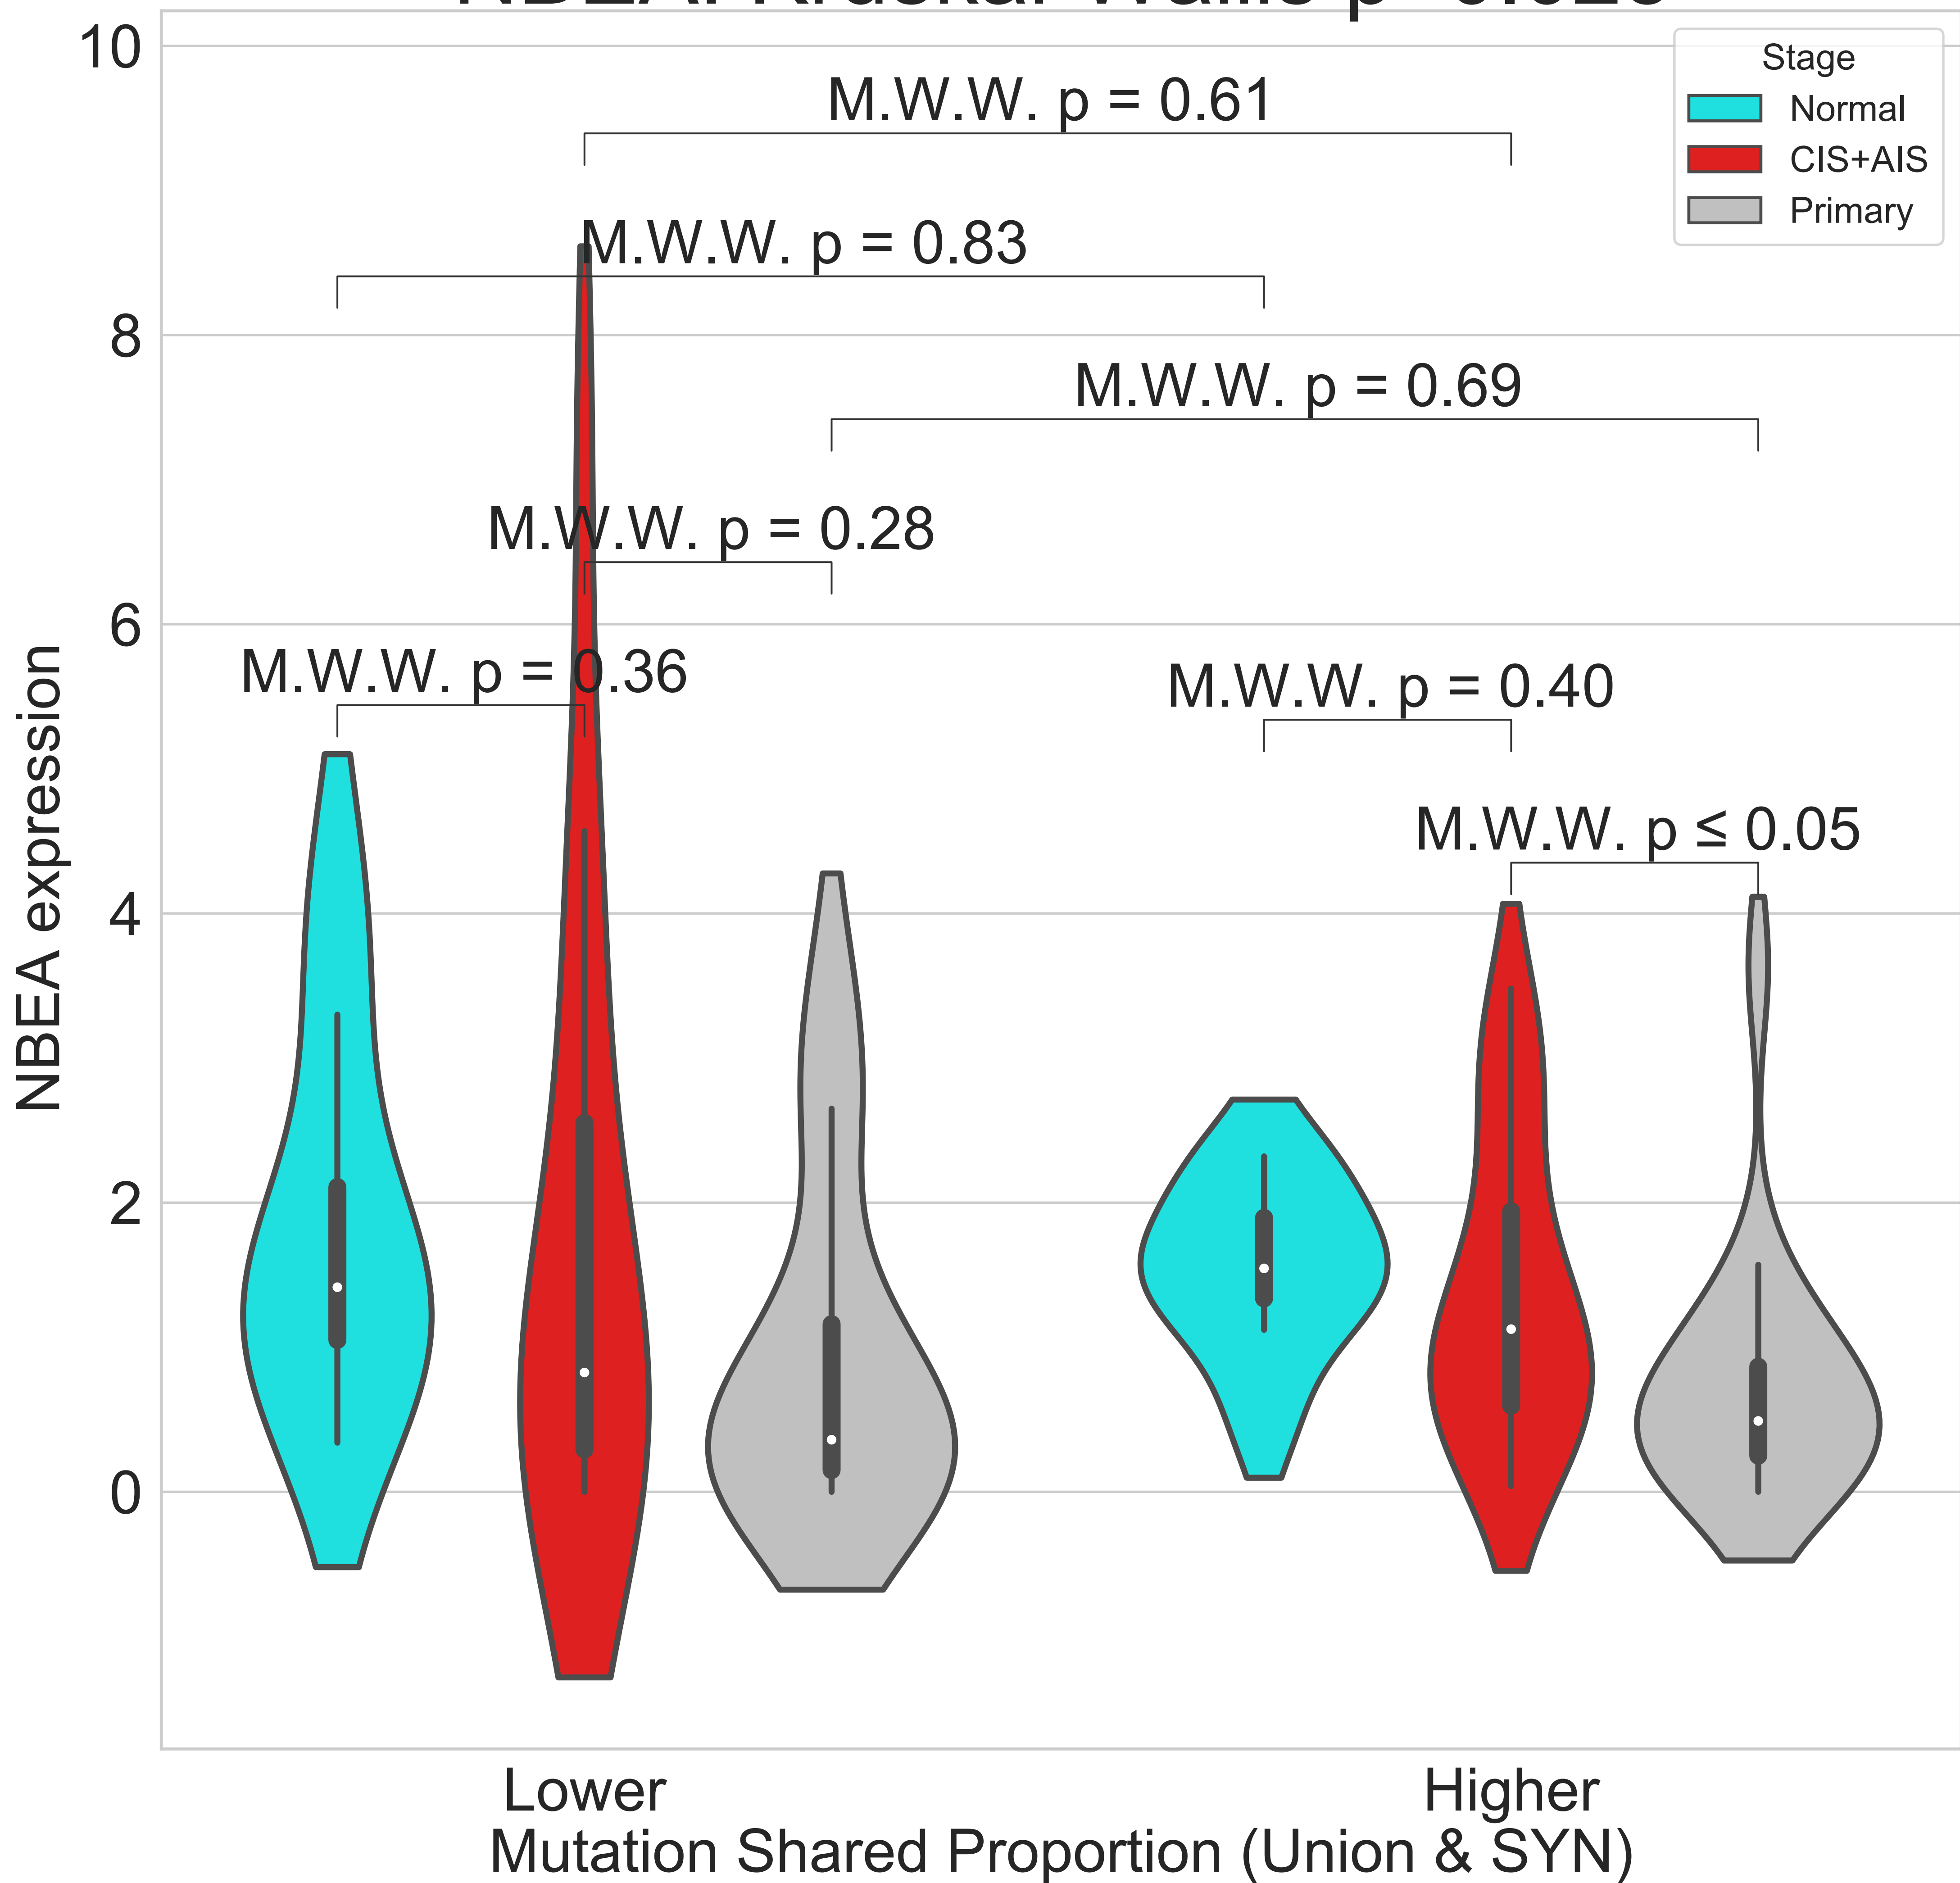 10
M.W.W. p = 0.61
Stage
Normal
CIS+AIS
Primary
M.W.W. p = 0.83
8
M.W.W. p = 0.69
M.W.W. p = 0.28
6
M.W.W. p = 0.36
M.W.W. p = 0.40
M.W.W. p ≤ 0.05
4
2
0
NBEA expression
Lower
Higher
Mutation Shared Proportion (Union & SYN)